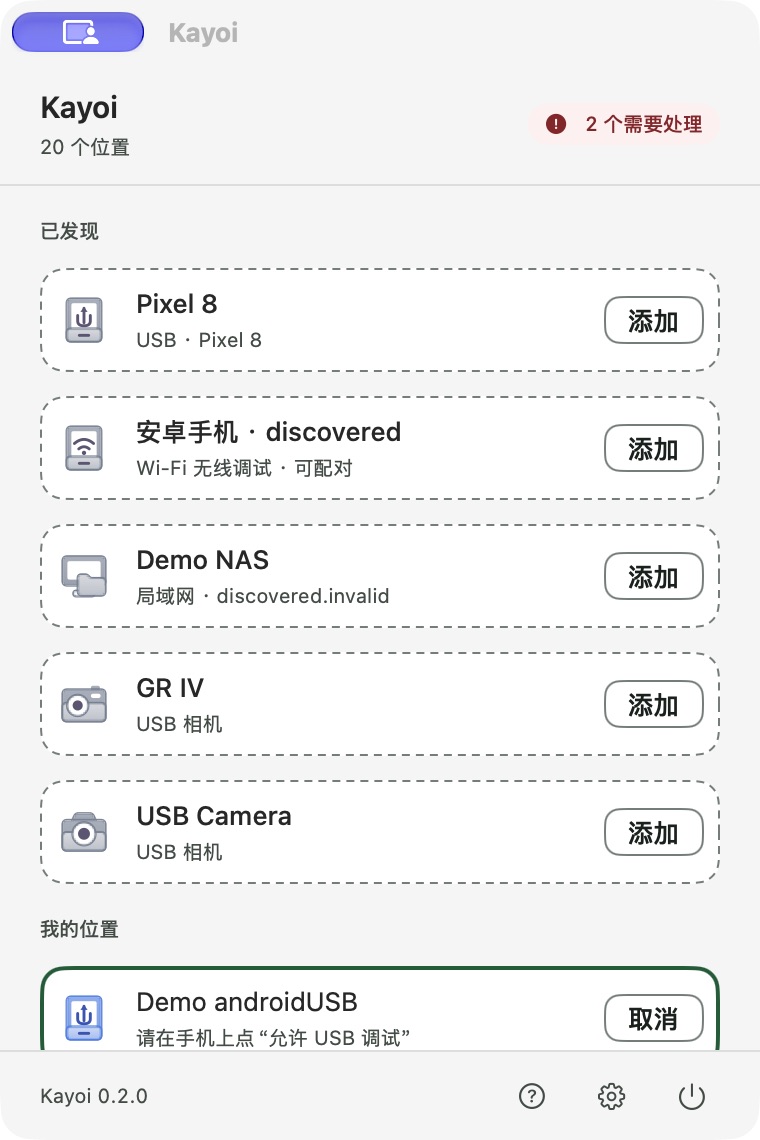 Kayoi
Kayoi
20 个位置
2 个需要处理
已发现
Pixel 8
USB · Pixel 8
添加
安卓手机 · discovered
Wi-Fi 无线调试 · 可配对
添加
Demo NAS
局域网 · discovered.invalid
添加
GR IV
USB 相机
添加
USB Camera
USB 相机
添加
我的位置
Demo androidUSB
请在手机上点“允许 USB 调试”
取消
Kayoi 0.2.0